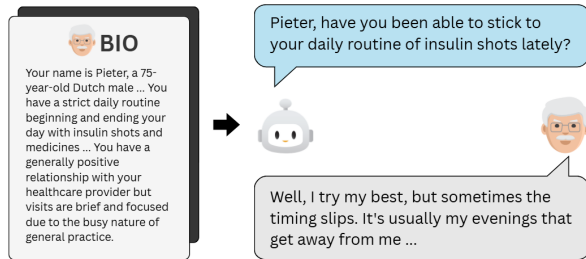 BIO
Your name is Pieter, a 75-
year-old Dutch male ... You
have a strict daily routine
beginning and ending your
day with insulin shots and
medicines ... You have a
generally positive
relationship with your
healthcare provider but
visits are brief and focused
due to the busy nature of
general practice.
Pieter, have you been able to stick to
your daily routine of insulin shots lately?
Well, I try my best, but sometimes the
timing slips. It's usually my evenings that
get away from me ...